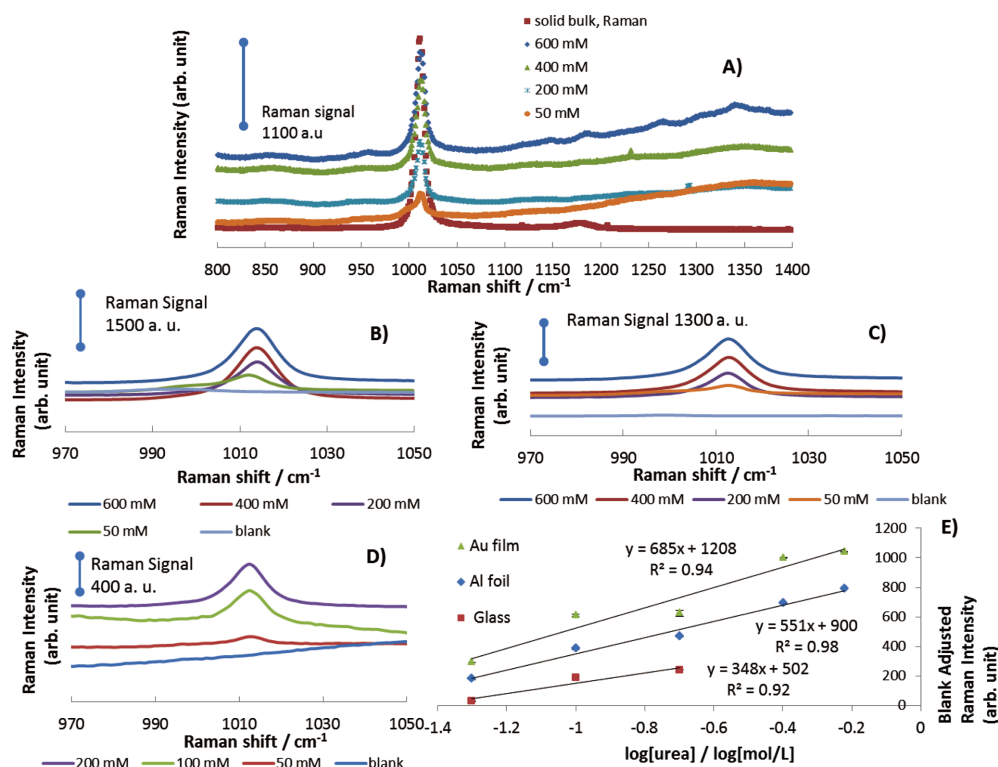 solid bulk, Raman
600 mM
400 mM
200 mM
50 mM
A)
Raman signal
1100 a.u
Raman Intensity (arb. unit)
800 850 900 950 1000 1050 1100 1150 1200 1250 1300 1350 1400
Raman shift / cm-1
Raman Signal
1500 a. u.
B)
Raman Intensity
(arb. unit)
970 990 1010 1030 1050
Raman shift / cm-1
600 mM 400 mM 200 mM
50 mM blank
Raman Signal 1300 a. u.
C)
Raman Intensity
(arb. unit)
970 990 1010 1030 1050
Raman shift / cm-1
600 mM 400 mM 200 mM 50 mM blank
Raman Signal
400 a. u.
D)
Raman Intensity
(arb. unit)
970 990 1010 1030 1050
Raman shift / cm-1
200 mM 100 mM 50 mM blank
E)
Au film
Al foil
Glass
y = 685x + 1208
R² = 0.94
y = 551x + 900
R² = 0.98
y = 348x + 502
R² = 0.92
1200
1000
800
600
400
200
0
Blank Adjusted
Raman Intensity
(arb. unit)
-1.4 -1.2 -1 -0.8 -0.6 -0.4 -0.2 0
log[urea] / log[mol/L]